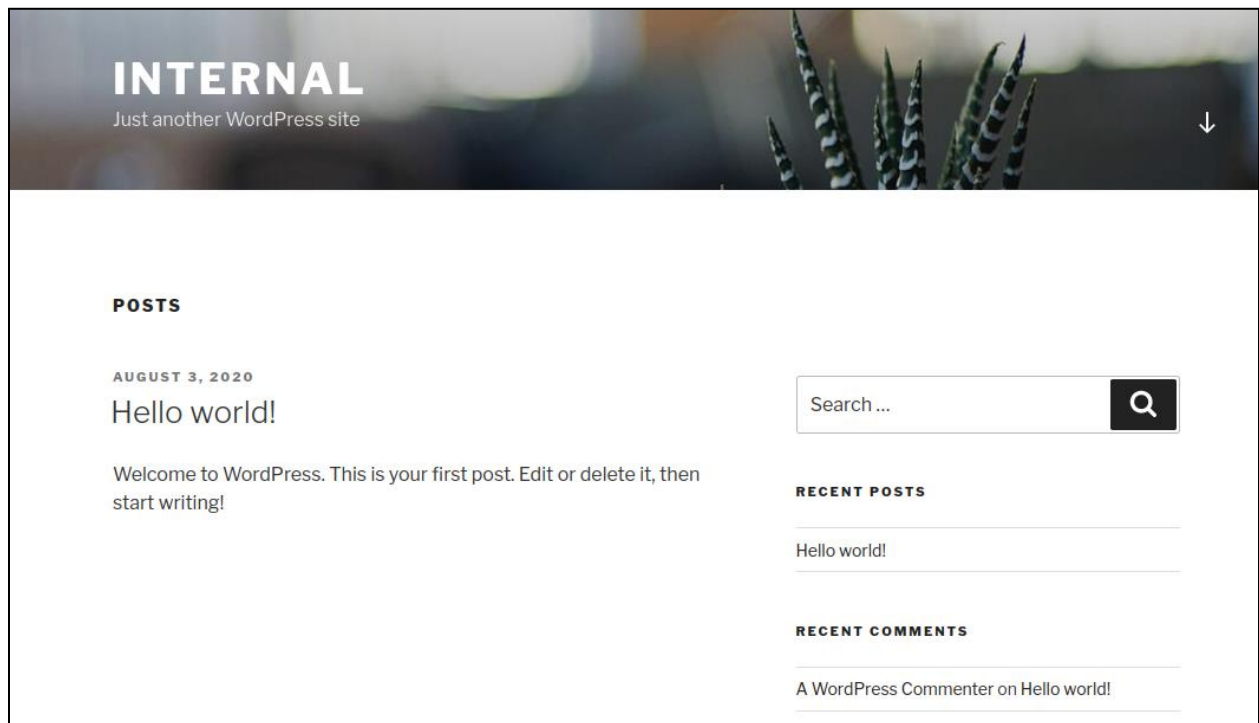 INTERNAL
Just another WordPress site
POSTS
AUGUST 3, 2020
Hello world!
Welcome to WordPress. This is your first post. Edit or delete it, then
start writing!
Search …
RECENT POSTS
Hello world!
RECENT COMMENTS
A WordPress Commenter on Hello world!